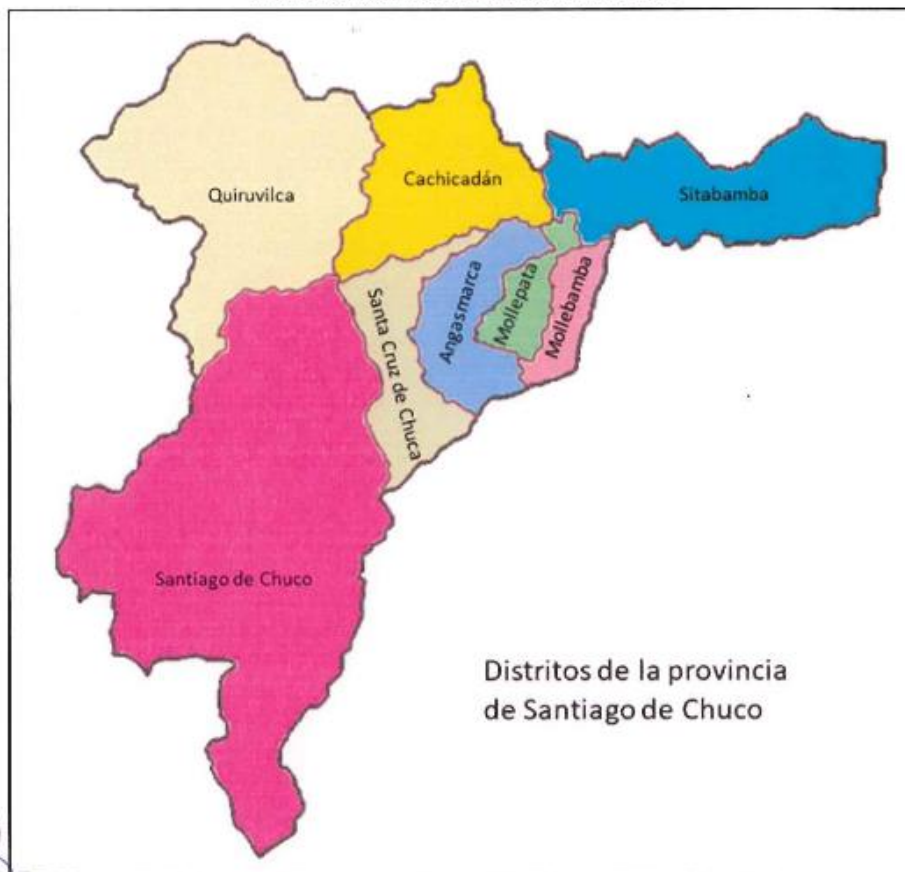 Quiruvilca
Cachicadán
Sitabamba
Santa Cruz de Chuca
Angasmarca
Mollepata
Mollebamba
Santiago de Chuco
Distritos de la provincia
de Santiago de Chuco